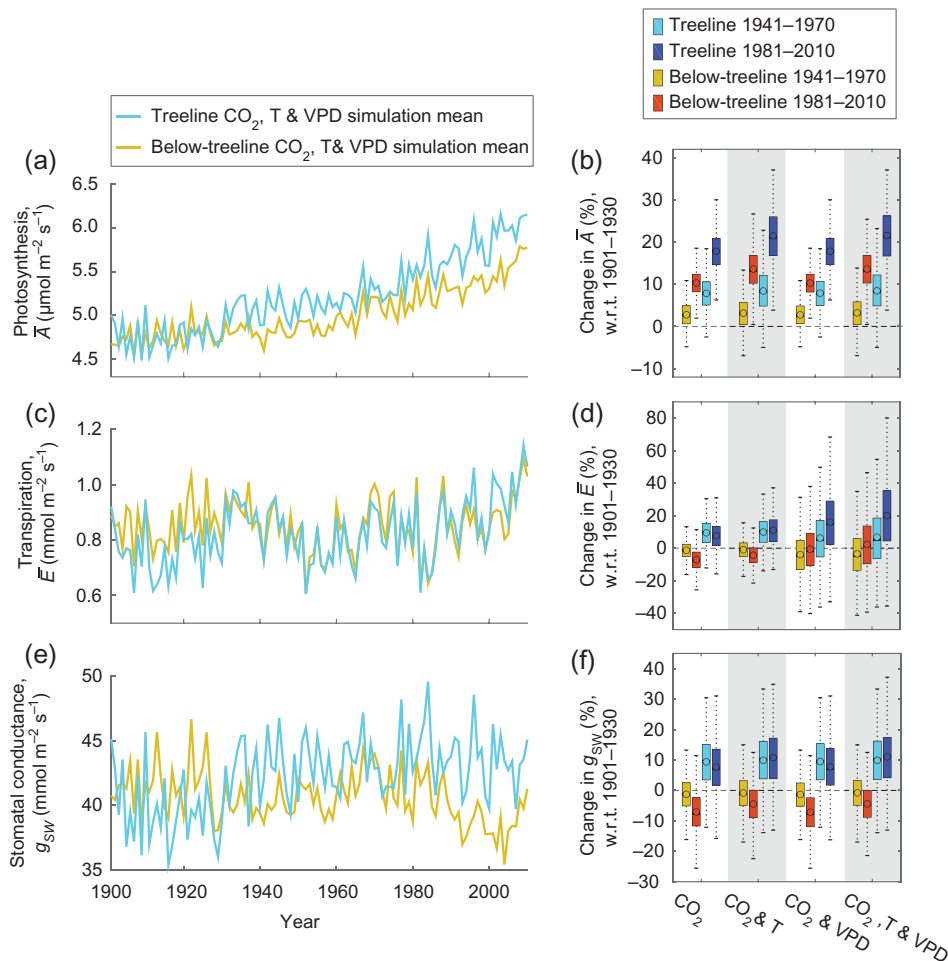 Treeline 1941–1970
Treeline 1981–2010
Below-treeline 1941–1970
Below-treeline 1981–2010
Treeline CO2, T & VPD simulation mean
Below-treeline CO2, T& VPD simulation mean
(a)
Photosynthesis,
A̅ (µmol m−2 s−1)
6.5
6.0
5.5
5.0
4.5
(b)
Change in A̅ (%),
w.r.t. 1901–1930
40
30
20
10
0
−10
(c)
Transpiration,
E̅ (mmol m−2 s−1)
1.2
1.0
0.8
0.6
(d)
Change in E̅ (%),
w.r.t. 1901–1930
80
60
40
20
0
−20
−40
(e)
Stomatal conductance,
gSW (mmol m−2 s−1)
50
45
40
35
1900
1920
1940
1960
1980
2000
Year
(f)
Change in gSW (%),
w.r.t. 1901–1930
40
30
20
10
0
−10
−20
−30
CO2
CO2 & T
CO2 & VPD
CO2 , T & VPD